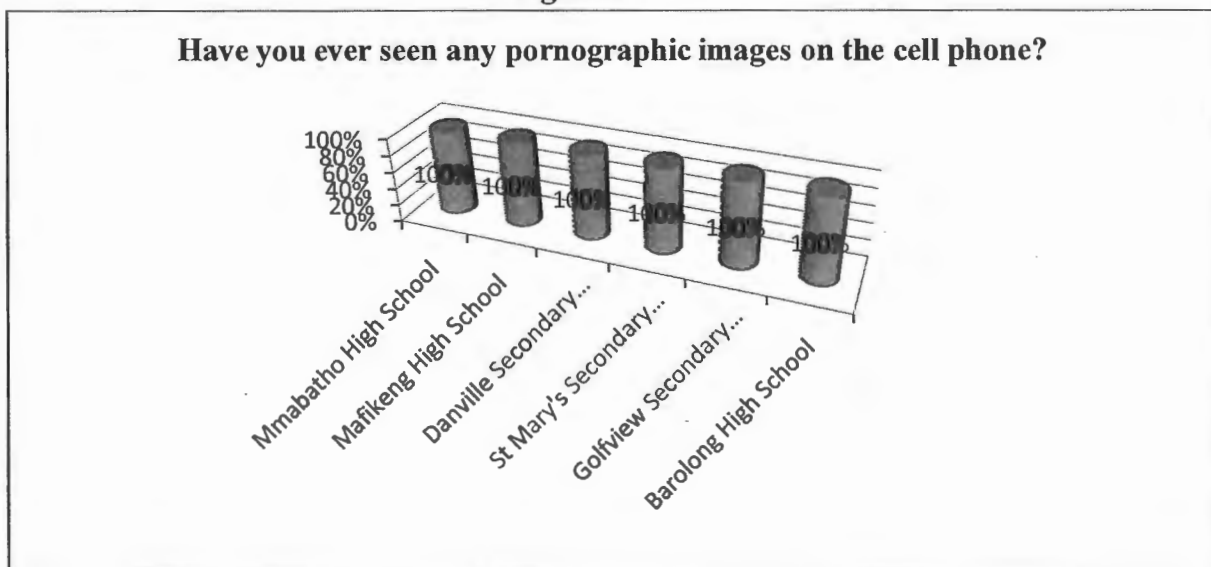 Have you ever seen any pornographic images on the cell phone?
100%
80%
60%
40%
20%
0%
100%
100%
100%
100%
100%
100%
Mmabatho High School
Mafikeng High School
Danville Secondary...
St Mary's Secondary...
Golfview Secondary...
Barolong High School